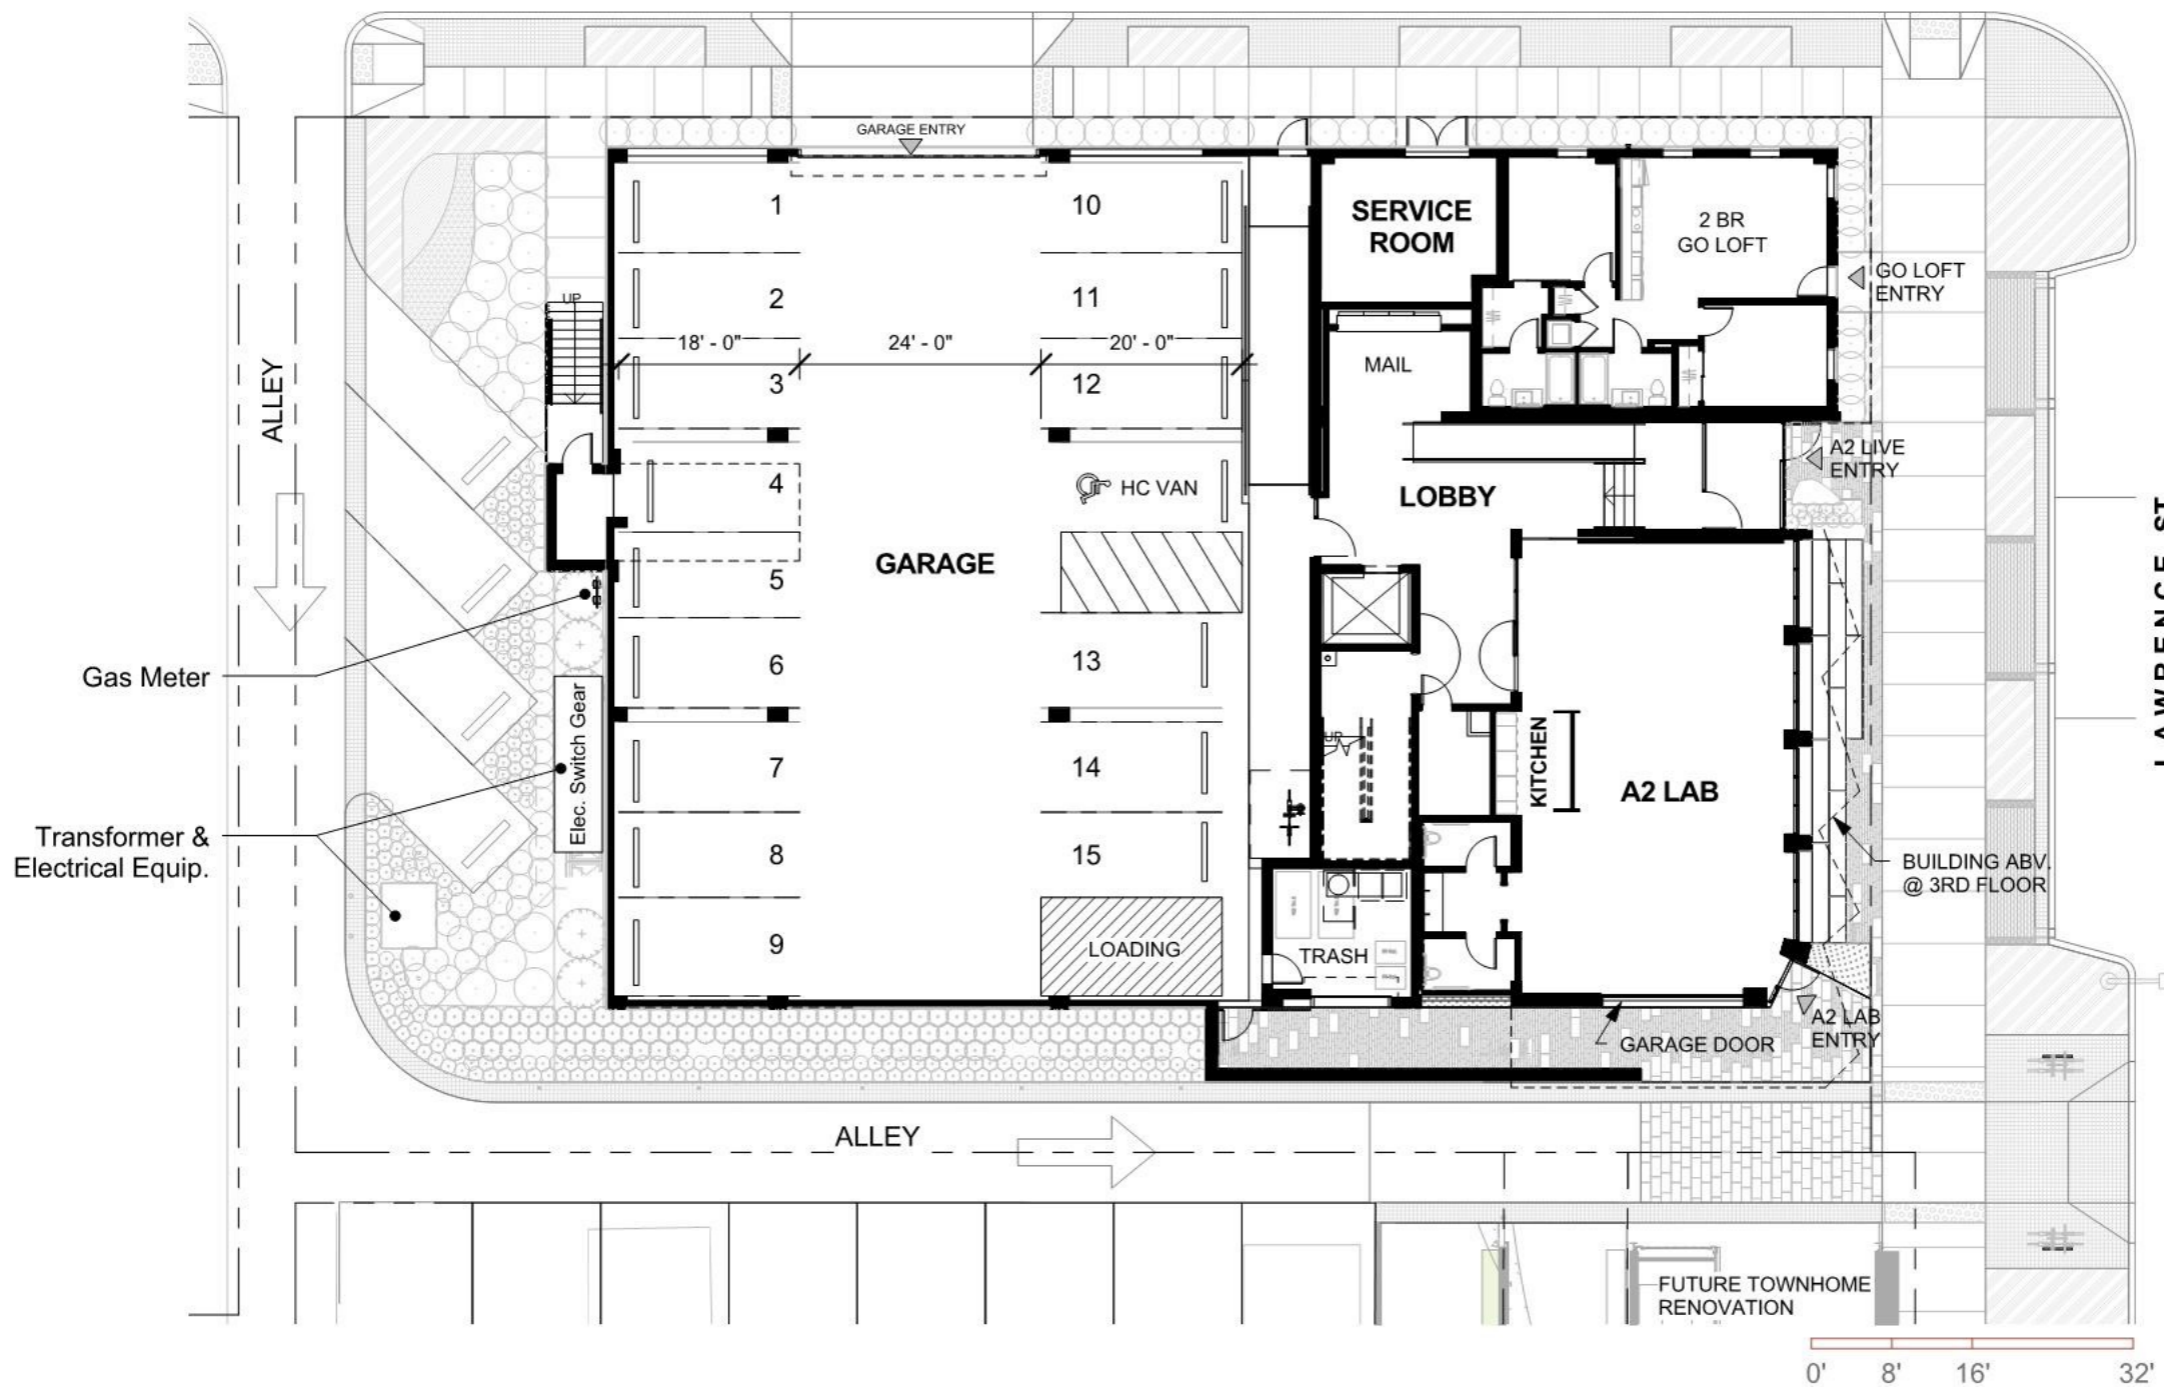 GARAGE ENTRY
1
10
SERVICE
ROOM
2 BR
GO LOFT
GO LOFT
ENTRY
UP
2
11
18' - 0"
24' - 0"
20' - 0"
MAIL
ALLEY
3
12
A2 LIVE
ENTRY
4
HC VAN
LOBBY
LAWRENCE ST
GARAGE
5
Gas Meter
6
13
Elec. Switch Gear
UP
KITCHEN
7
14
A2 LAB
Transformer &
Electrical Equip.
8
15
BUILDING ABV.
@ 3RD FLOOR
9
LOADING
TRASH
A2 LAB
ENTRY
GARAGE DOOR
ALLEY
FUTURE TOWNHOME
RENOVATION
0' 8' 16' 32'